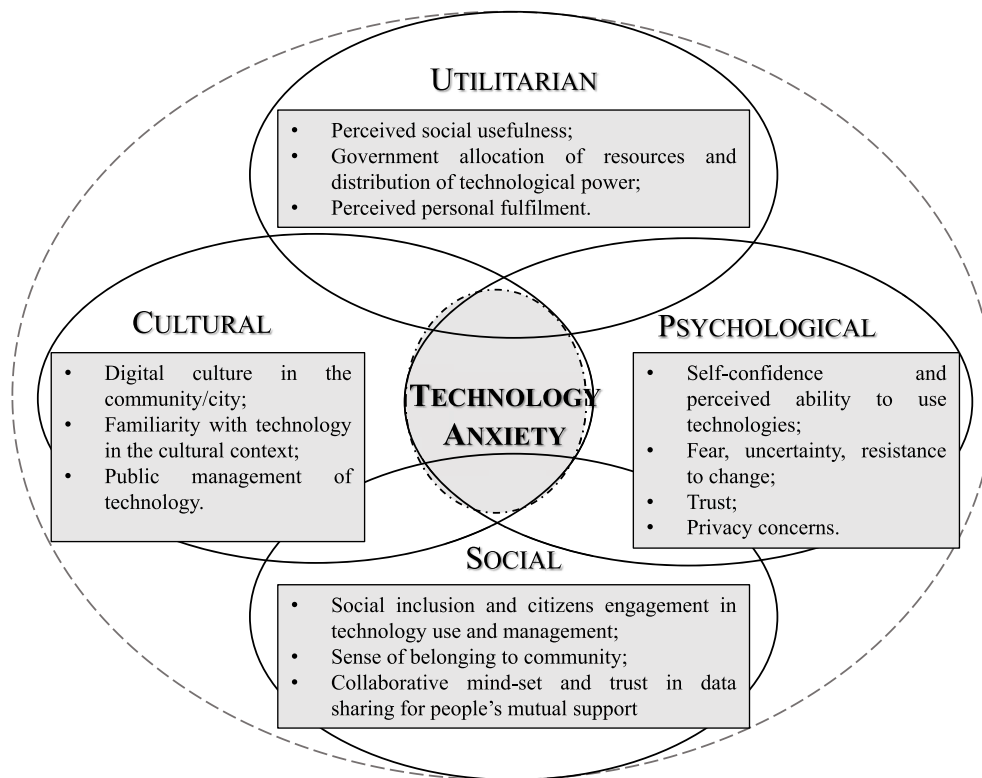 UTILITARIAN
• Perceived social usefulness;
• Government allocation of resources and
distribution of technological power;
• Perceived personal fulfilment.
CULTURAL
• Digital culture in the
community/city;
• Familiarity with technology
in the cultural context;
• Public management of
technology.
TECHNOLOGY
ANXIETY
PSYCHOLOGICAL
• Self-confidence and
perceived ability to use
technologies;
• Fear, uncertainty, resistance
to change;
• Trust;
• Privacy concerns.
SOCIAL
• Social inclusion and citizens engagement in
technology use and management;
• Sense of belonging to community;
• Collaborative mind-set and trust in data
sharing for people’s mutual support